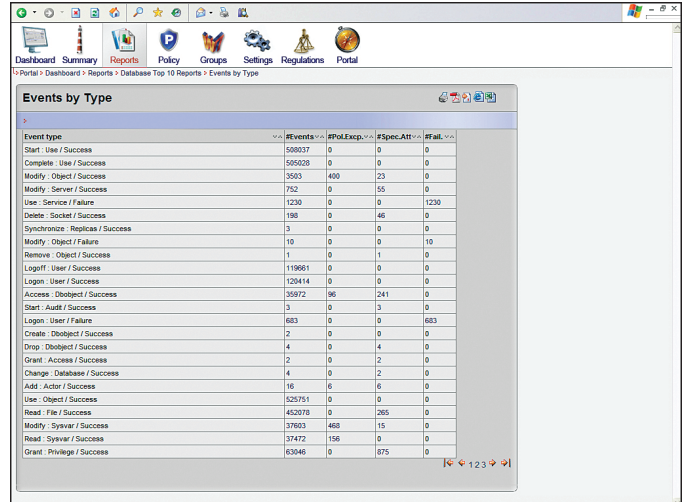 Dashboard Summary Reports Policy Groups Settings Regulations Portal
> Portal > Dashboard > Reports > Database Top 10 Reports > Events by Type
Events by Type
>
Event type #Events #Pol.Excp. #Spec.Att #Fail.
Start : Use / Success 508037 0 0 0
Complete : Use / Success 505028 0 0 0
Modify : Object / Success 3503 400 23 0
Modify : Server / Success 752 0 55 0
Use : Service / Failure 1230 0 0 1230
Delete : Socket / Success 198 0 46 0
Synchronize : Replicas / Success 3 0 0 0
Modify : Object / Failure 10 0 0 10
Remove : Object / Success 1 0 1 0
Logoff : User / Success 119661 0 0 0
Logon : User / Success 120414 0 0 0
Access : Dbobject / Success 35972 96 241 0
Start : Audit / Success 3 0 3 0
Logon : User / Failure 683 0 0 683
Create : Dbobject / Success 2 0 0 0
Drop : Dbobject / Success 4 0 4 0
Grant : Access / Success 2 0 2 0
Change : Database / Success 4 0 2 0
Add : Actor / Success 16 6 6 0
Use : Object / Success 525751 0 0 0
Read : File / Success 452078 0 265 0
Modify : Sysvar / Success 37603 468 15 0
Read : Sysvar / Success 37472 156 0 0
Grant : Privilege / Success 63046 0 875 0
1 2 3